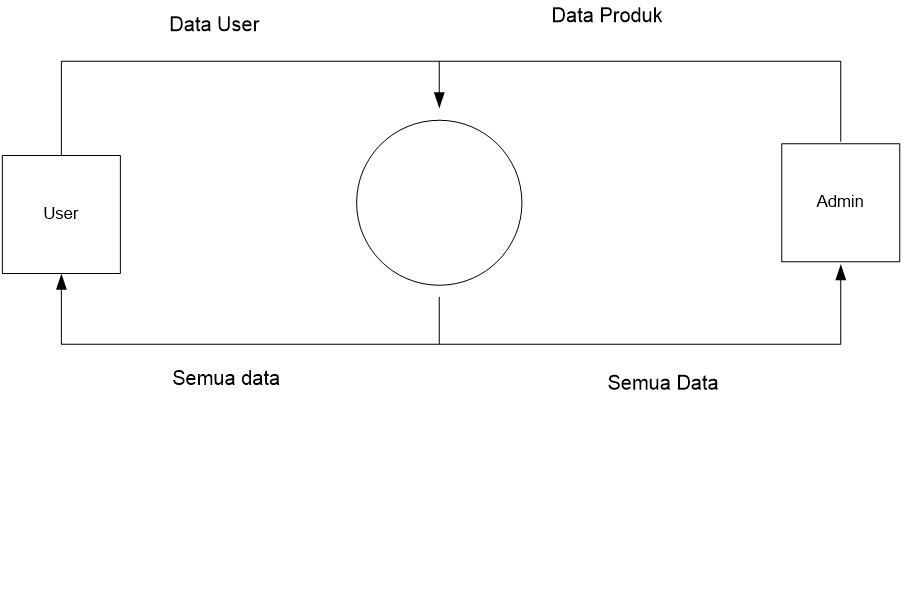 Data User
Data Produk
User
Admin
Semua data
Semua Data